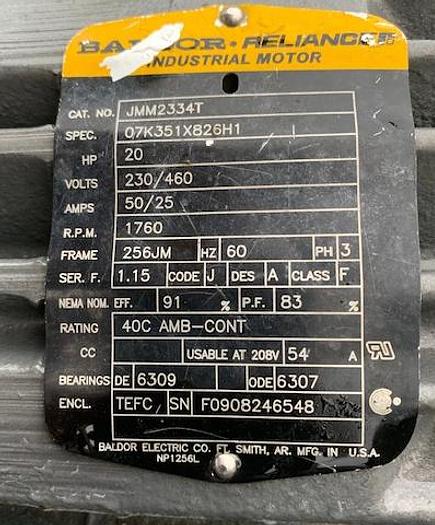 BALDOR • RELIANCE
INDUSTRIAL MOTOR
CAT. NO. JMM2334T
SPEC. 07K351X826H1
HP 20
VOLTS 230/460
AMPS 50/25
R.P.M. 1760
FRAME 256JM HZ 60 PH 3
SER. F. 1.15 CODE J DES A CLASS F
NEMA NOM. EFF. 91 % P.F. 83 %
RATING 40C AMB-CONT
CC USABLE AT 208V 54 A
BEARINGS DE 6309 ODE 6307
ENCL. TEFC SN F0908246548
BALDOR ELECTRIC CO. FT. SMITH, AR. MFG. IN U.S.A.
NP1256L